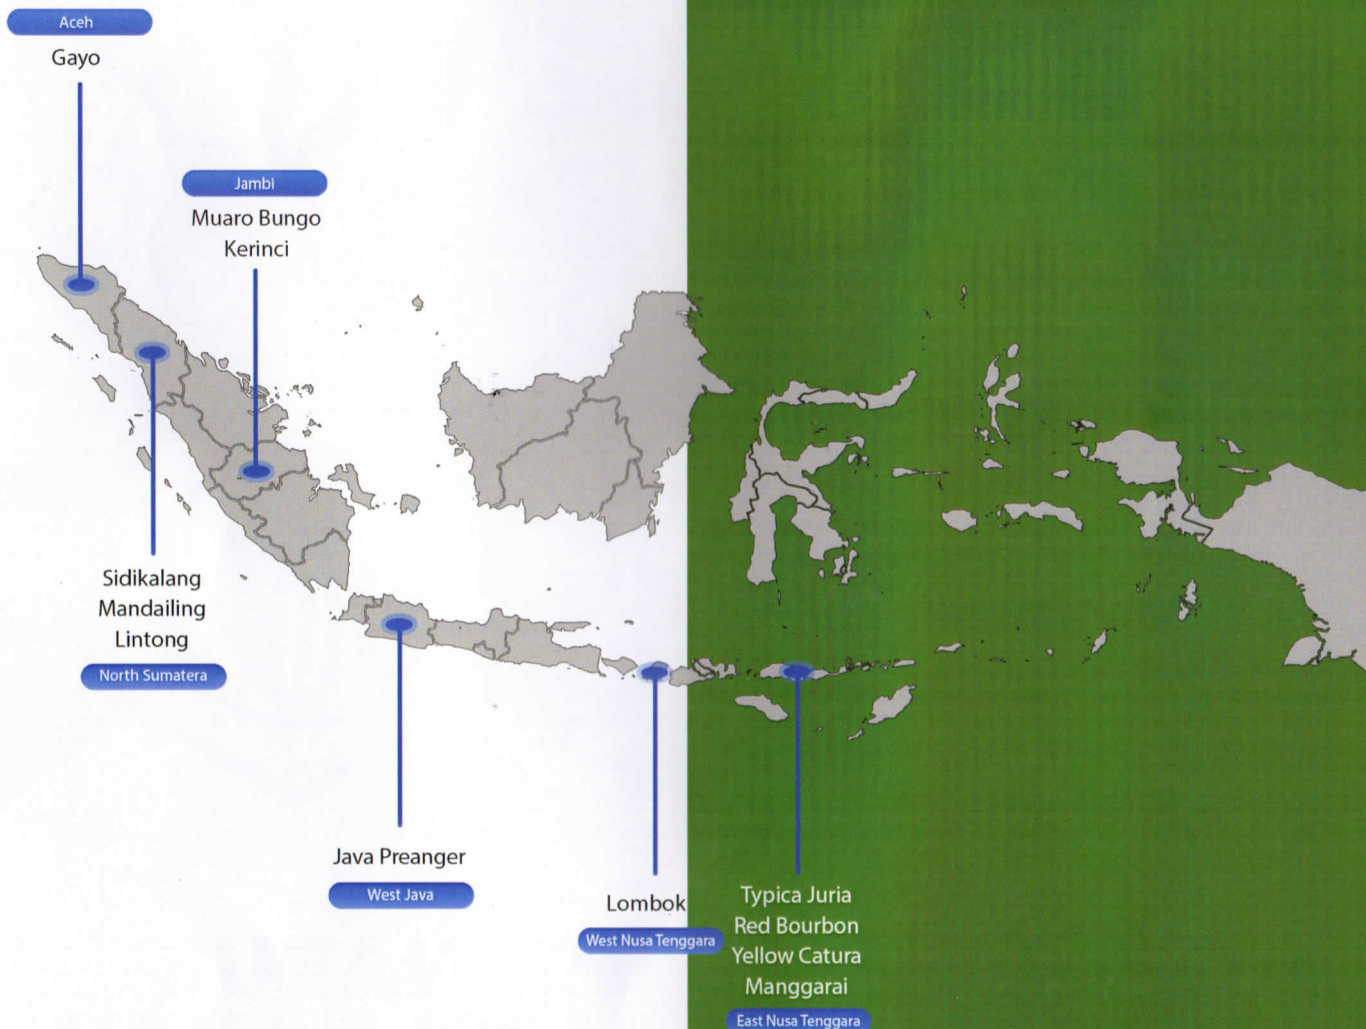 Aceh
Gayo
Jambi
Muaro Bungo
Kerinci
Sidikalang
Mandailing
Lintong
North Sumatera
Java Preanger
West Java
Lombok
West Nusa Tenggara
Typica Juria
Red Bourbon
Yellow Catura
Manggarai
East Nusa Tenggara